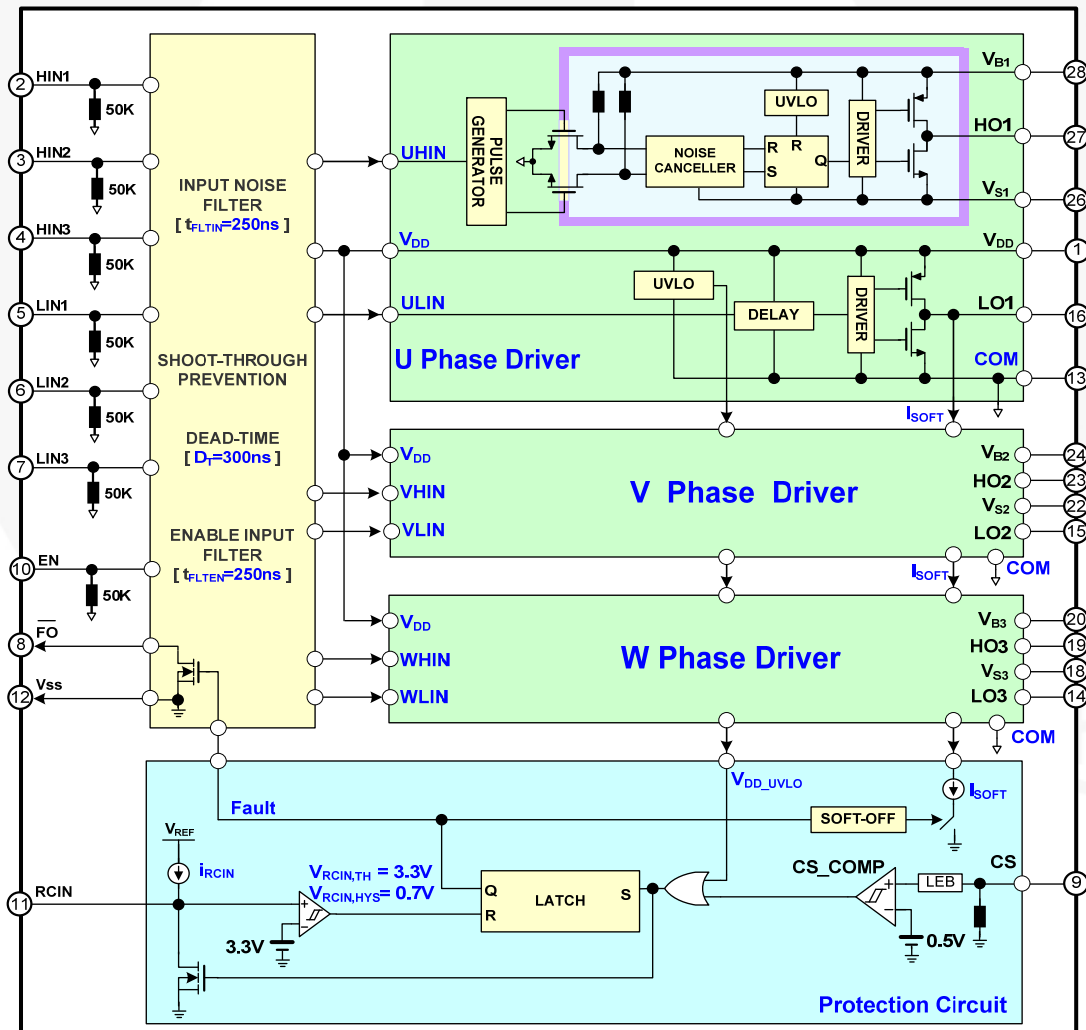 2 HIN1
50K
3 HIN2
50K
4 HIN3
50K
5 LIN1
50K
6 LIN2
50K
7 LIN3
50K
10 EN
50K
8 FO
12 Vss
INPUT NOISE
FILTER
[ tFLTIN=250ns ]
SHOOT-THROUGH
PREVENTION
DEAD-TIME
[ DT=300ns ]
ENABLE INPUT
FILTER
[ tFLTEN=250ns ]
UHIN
PULSE
GENERATOR
NOISE
CANCELLER
UVLO
R
R
S
Q
DRIVER
VB1 28
HO1 27
VS1 26
VDD
VDD 1
UVLO
ULIN
DELAY
DRIVER
LO1 16
U Phase Driver
COM 13
ISOFT
VDD
VHIN
VLIN
V Phase Driver
VB2 24
HO2 23
VS2 22
LO2 15
ISOFT
COM
VDD
WHIN
WLIN
W Phase Driver
VB3 20
HO3 19
VS3 18
LO3 14
COM
VDD_UVLO
ISOFT
Fault
SOFT-OFF
VREF
iRCIN
VRCIN,TH = 3.3V
VRCIN,HYS = 0.7V
11 RCIN
+
−
3.3V
Q
R
LATCH
S
CS_COMP
+
−
LEB
CS 9
0.5V
Protection Circuit